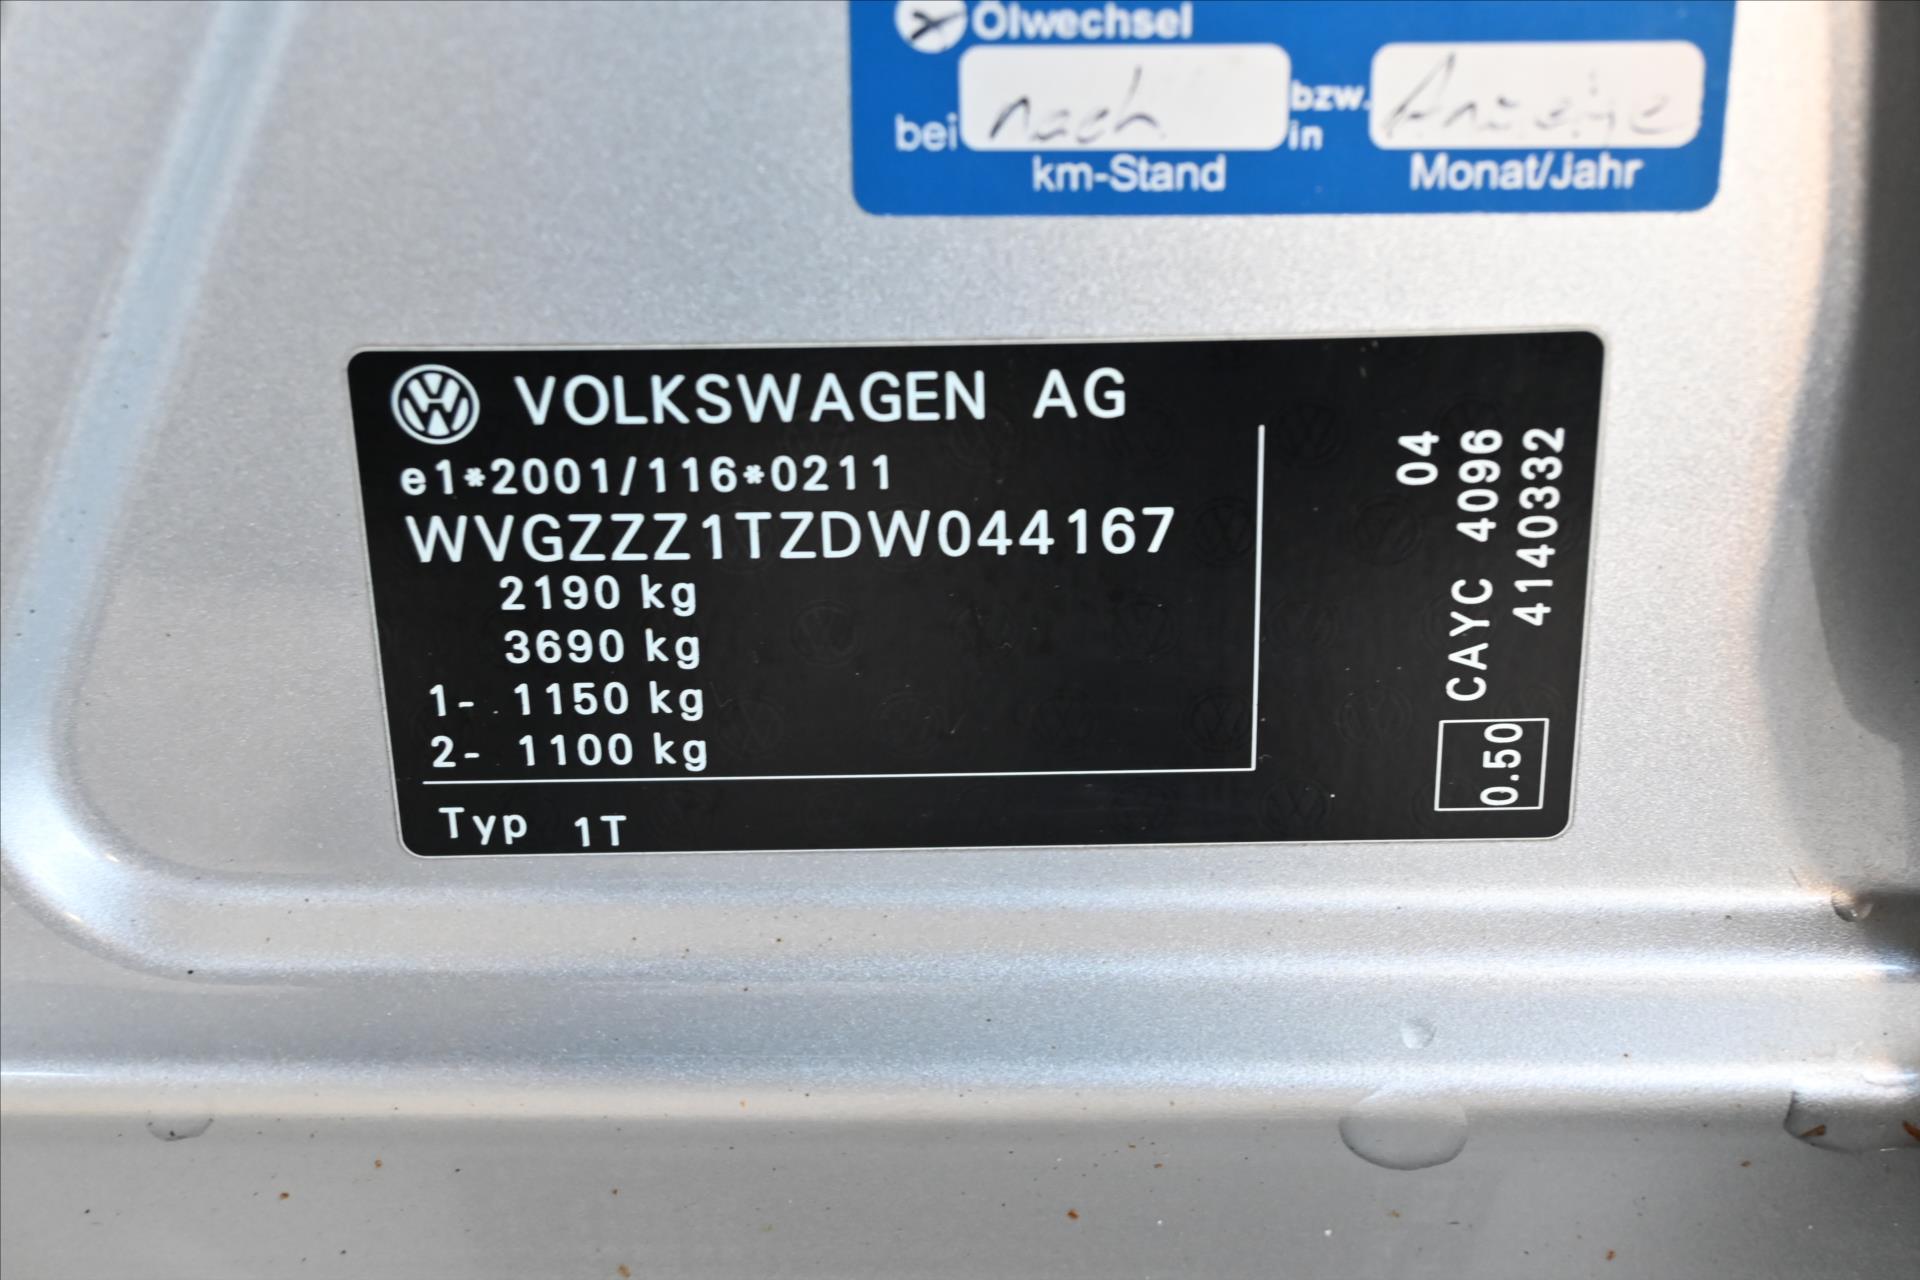 Ölwechsel
bei nach bzw. in Anzeige
km-Stand Monat/Jahr
VOLKSWAGEN AG
e1*2001/116*0211
WVGZZZ1TZDW044167
2190 kg
3690 kg
1- 1150 kg
2- 1100 kg
Typ 1T
04
CAYC 4096
4140332
0.50